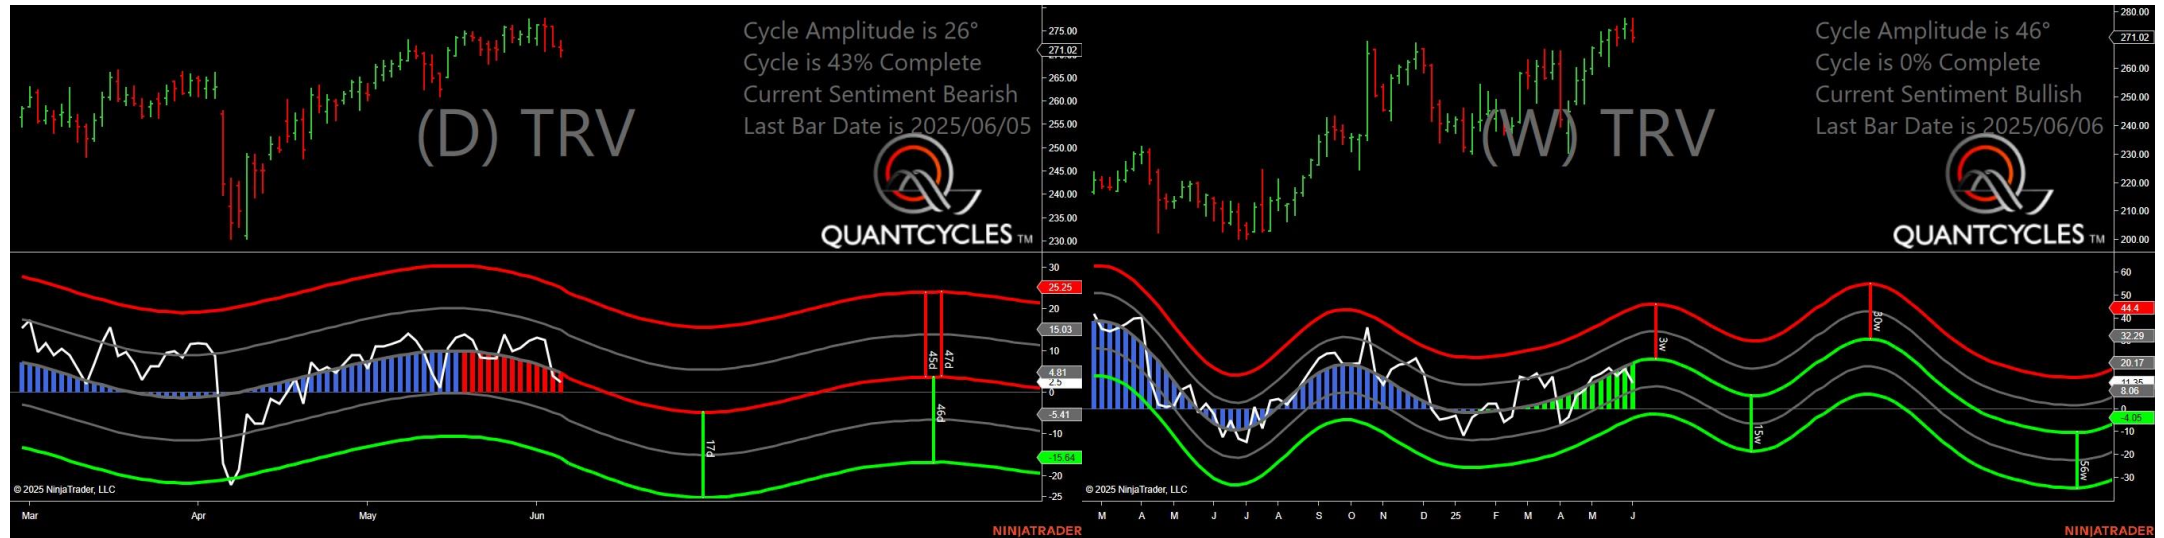 Cycle Amplitude is 26°
Cycle is 43% Complete
Current Sentiment Bearish
Last Bar Date is 2025/06/05
(D) TRV
QUANTCYCLES TM
275.00
271.02
265.00
260.00
255.00
250.00
245.00
240.00
235.00
230.00
30
25.25
20
15.03
10
4.81
2.5
0
-5.41
-10
-15.64
-20
-25
45d
47d
46d
17d
© 2025 NinjaTrader, LLC
Mar Apr May Jun
NINJATRADER
Cycle Amplitude is 46°
Cycle is 0% Complete
Current Sentiment Bullish
Last Bar Date is 2025/06/06
(W) TRV
QUANTCYCLES TM
280.00
271.02
260.00
250.00
240.00
230.00
220.00
210.00
200.00
60
50
44.4
40
32.29
20.17
11.35
8.06
0
-4.05
-10
-20
-30
3w
30w
15w
56w
© 2025 NinjaTrader, LLC
M A M J J A S O N D 25 F M A M J
NINJATRADER